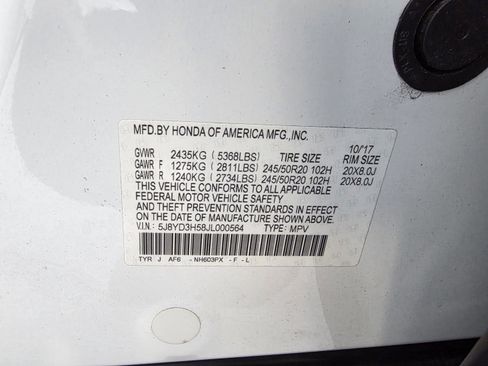 MFD.BY HONDA OF AMERICA MFG.,INC. 10/17
GVWR 2435KG ( 5368LBS) TIRE SIZE RIM SIZE
GAWR F 1275KG ( 2811LBS) 245/50R20 102H 20X8.0J
GAWR R 1240KG ( 2734LBS) 245/50R20 102H 20X8.0J
THIS VEHICLE CONFORMS TO ALL APPLICABLE
FEDERAL MOTOR VEHICLE SAFETY
AND THEFT PREVENTION STANDARDS IN EFFECT
ON THE DATE OF MANUFACTURE SHOWN ABOVE.
V.I.N: 5J8YD3H58JL000564 TYPE: MPV
TYR J AF6 - NH603PX - F - L